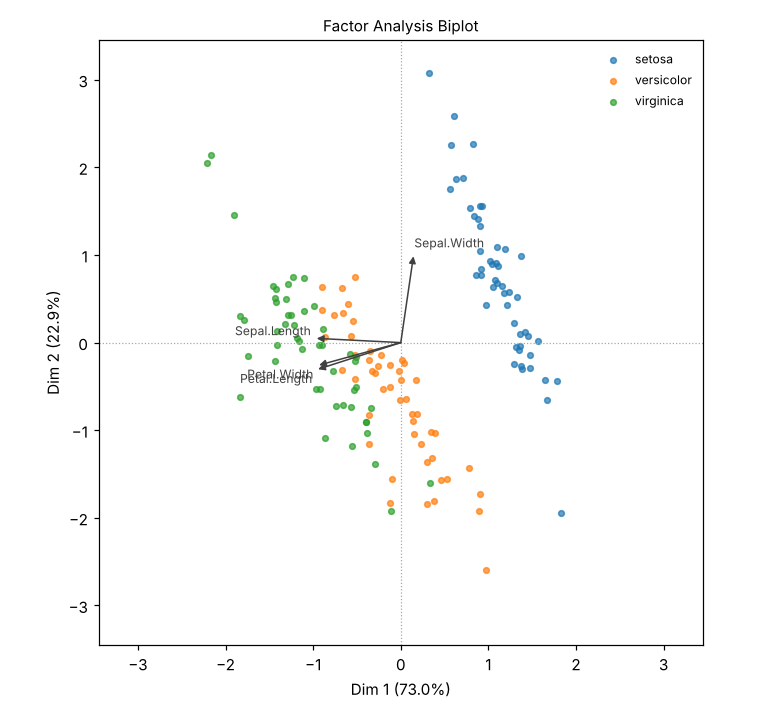 Factor Analysis Biplot
setosa
versicolor
virginica
Sepal.Width
Sepal.Length
Petal.Width
Petal.Length
Dim 2 (22.9%)
3
2
1
0
−1
−2
−3
−3
−2
−1
0
1
2
3
Dim 1 (73.0%)